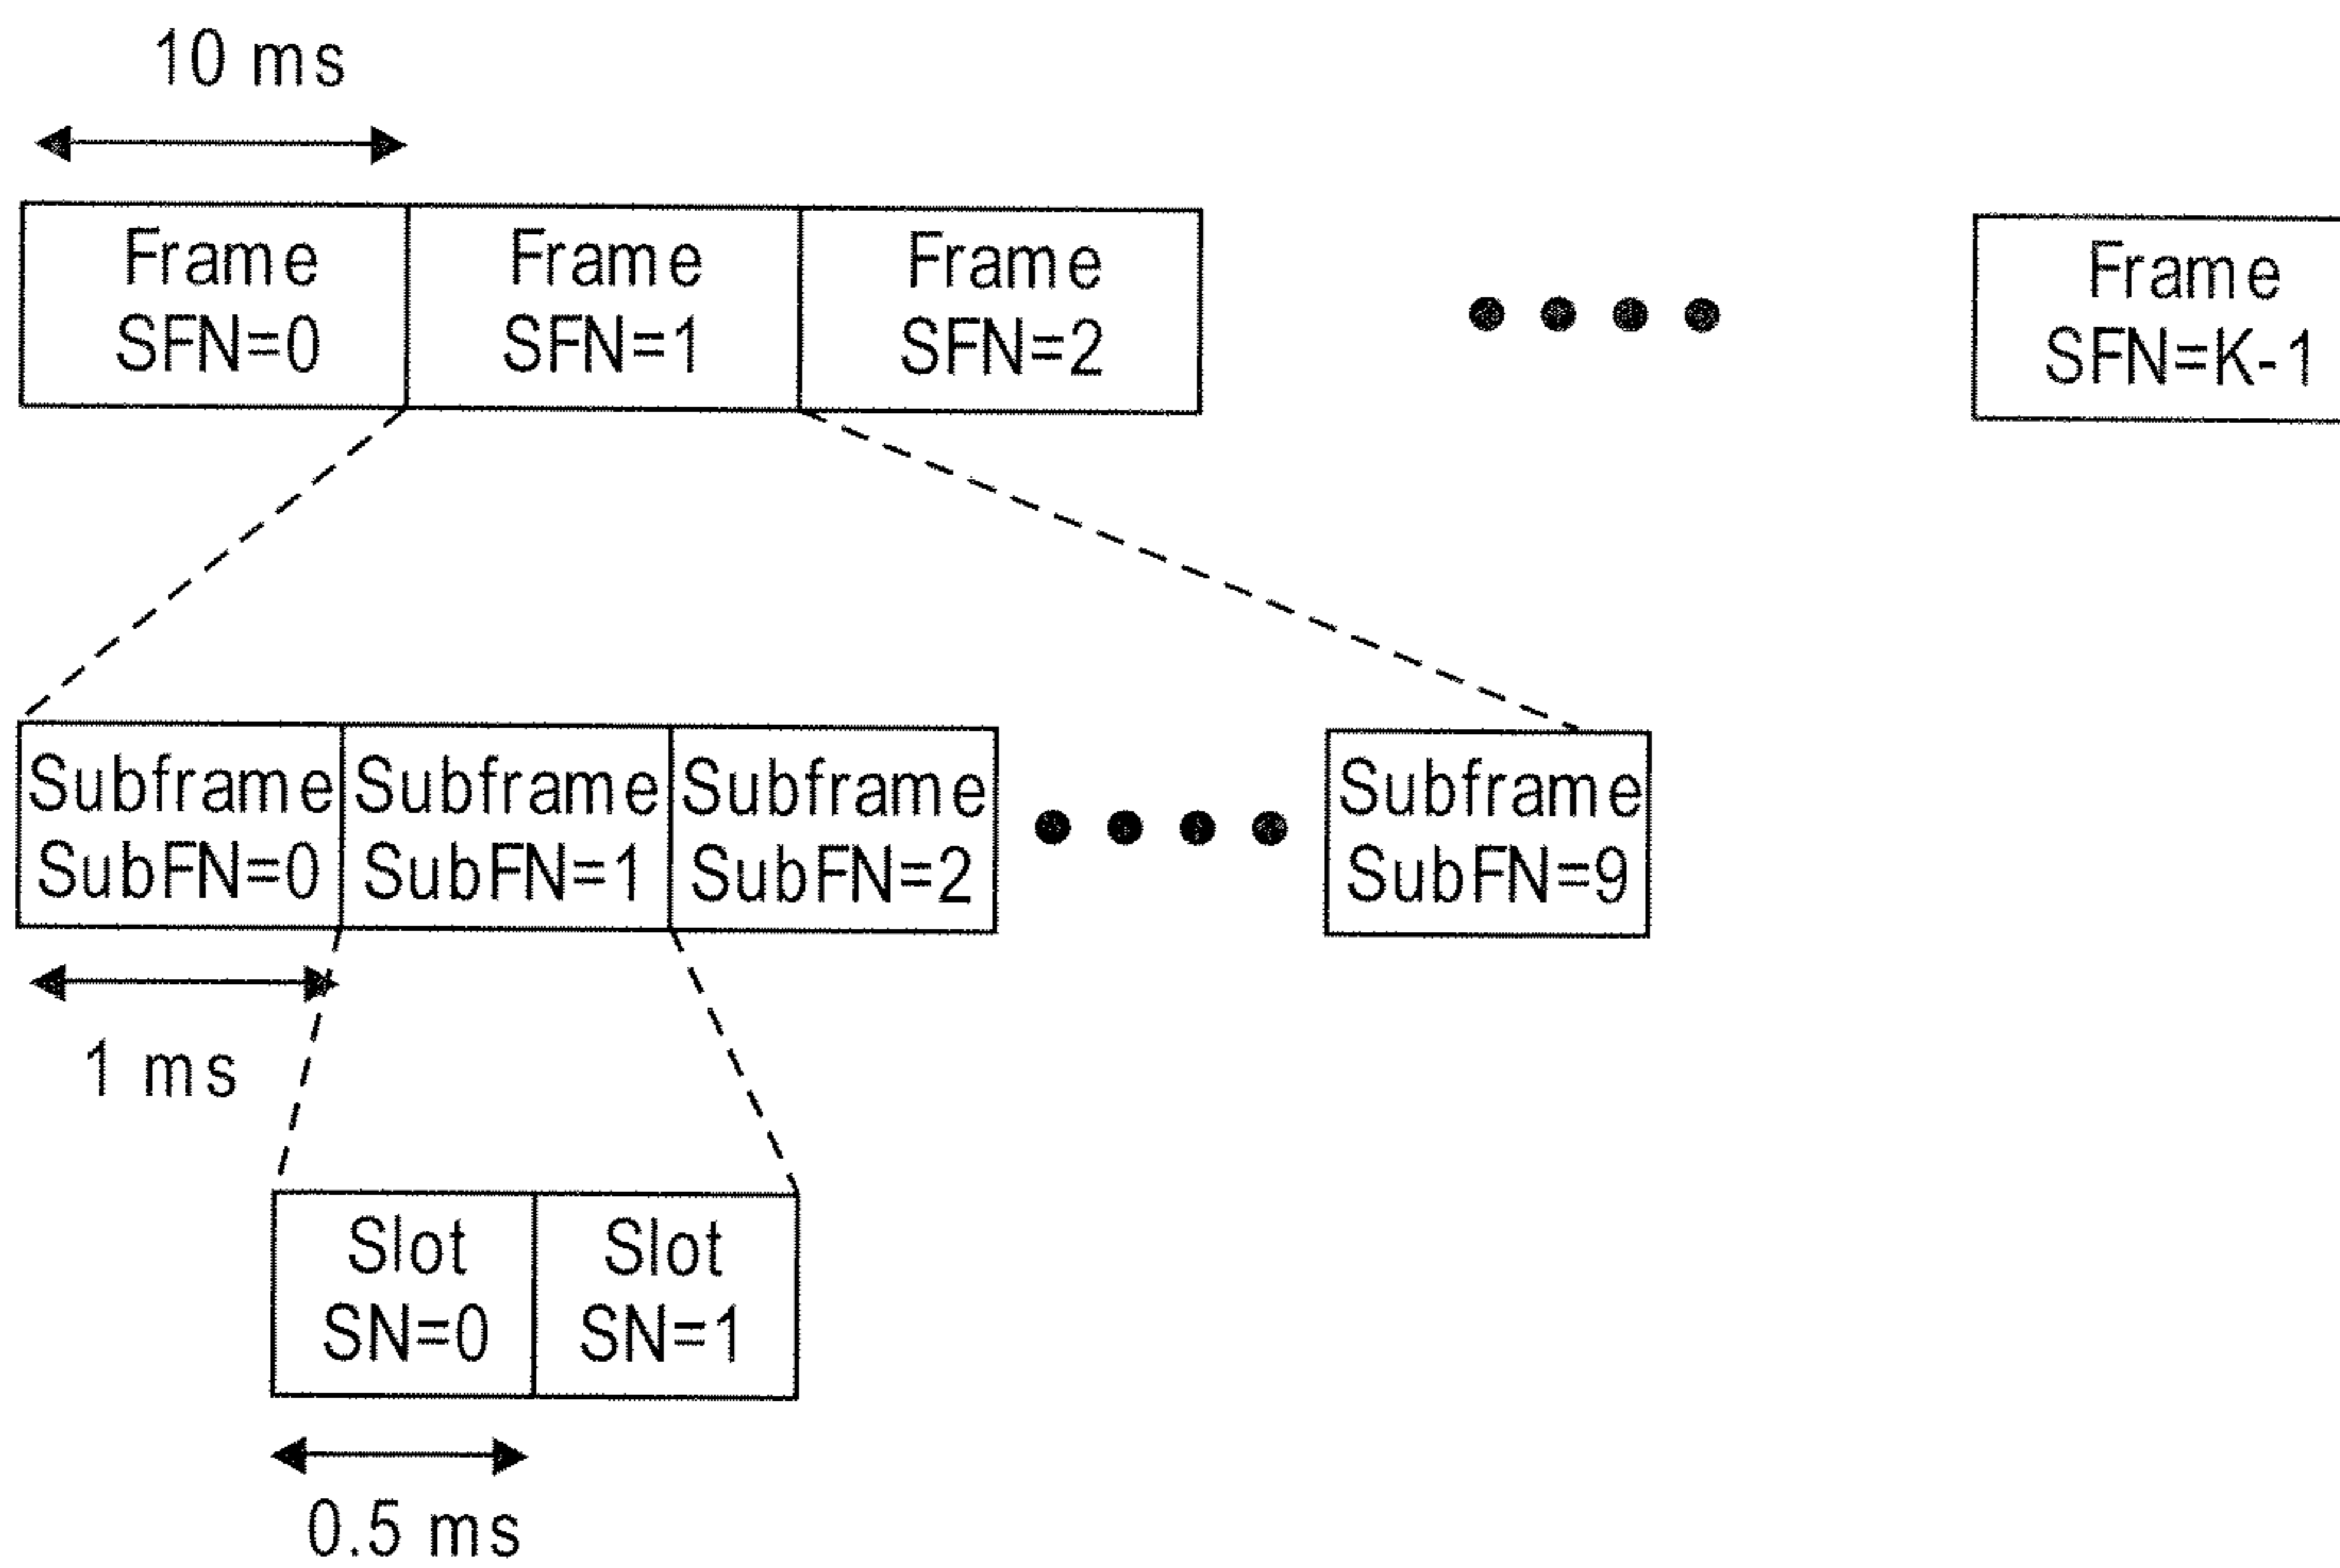 10 ms
Frame
SFN=0
Frame
SFN=1
Frame
SFN=2
Frame
SFN=K-1
Subframe
SubFN=0
Subframe
SubFN=1
Subframe
SubFN=2
Subframe
SubFN=9
1 ms
Slot
SN=0
Slot
SN=1
0.5 ms